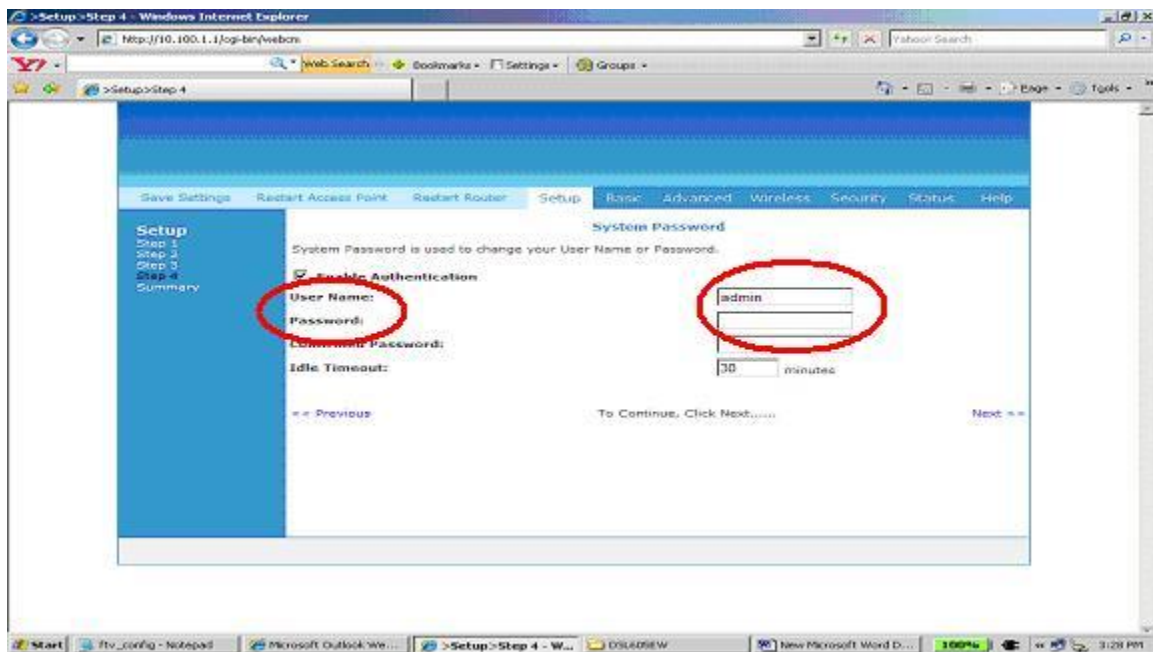 >Setup>Step 4 - Windows Internet Explorer
http://10.100.1.1/cgi-bin/webcm
Yahoo! Search
Y! Web Search Bookmarks Settings Groups
>Setup>Step 4
Page Tools
Save Settings Restart Access Point Restart Router Setup Basic Advanced Wireless Security Status Help
Setup
Step 1
Step 2
Step 3
Step 4
Summary
System Password
System Password is used to change your User Name or Password.
Enable Authentication
User Name: admin
Password:
Confirmed Password:
Idle Timeout: 30 minutes
<< Previous To Continue, Click Next...... Next >>
Start ftv_config - Notepad Microsoft Outlook We... >Setup>Step 4 - W... DSL605EW New Microsoft Word D... 100% 3:28 PM